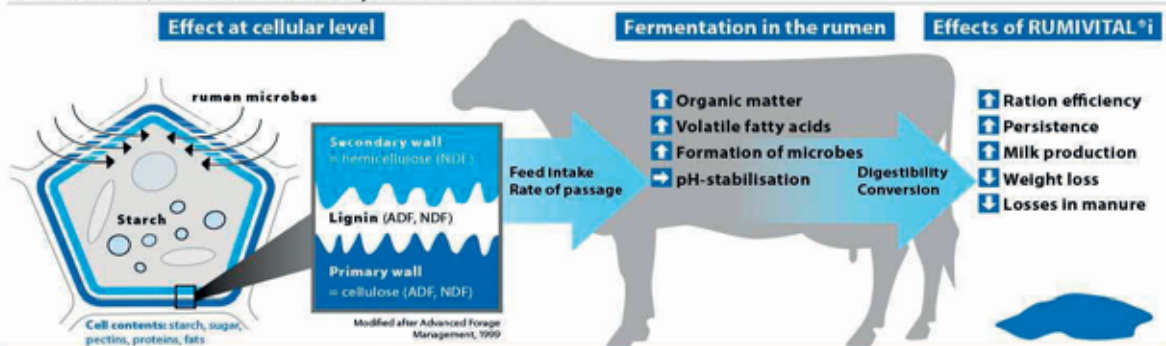 Effect at cellular level
rumen microbes
Starch
Cell contents: starch, sugar,
pectins, proteins, fats
Secondary wall
= hemicellulose (NDF)
Lignin (ADF, NDF)
Primary wall
= cellulose (ADF, NDF)
Modified after Advanced Forage
Management, 1999
Feed intake
Rate of passage
Fermentation in the rumen
Organic matter
Volatile fatty acids
Formation of microbes
pH-stabilisation
Digestibility
Conversion
Effects of RUMIVITAL®i
Ration efficiency
Persistence
Milk production
Weight loss
Losses in manure